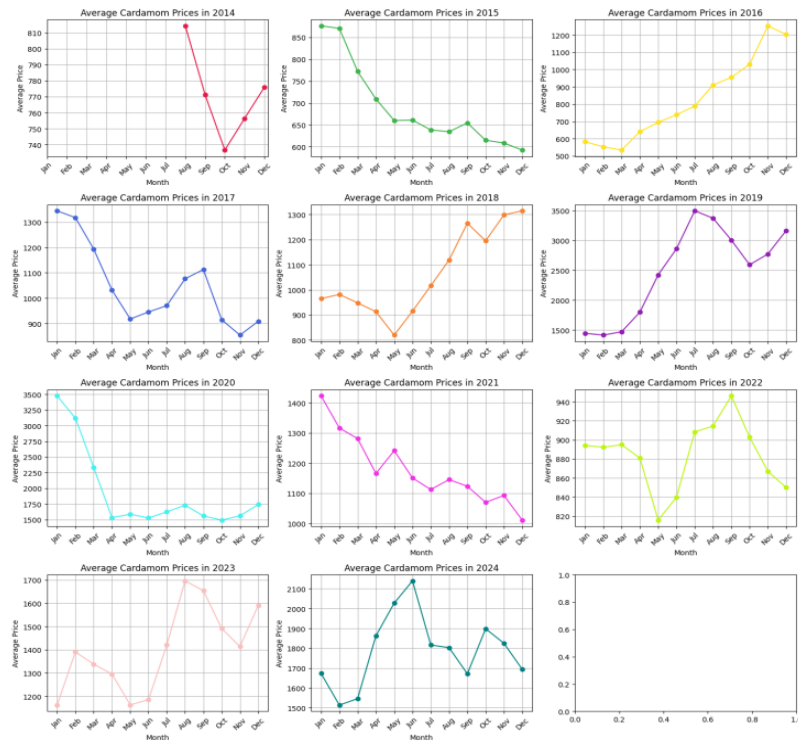 Average Cardamom Prices in 2014
Average Price
810
800
790
780
770
760
750
740
Jan Feb Mar Apr May Jun Jul Aug Sep Oct Nov Dec
Month
Average Cardamom Prices in 2015
Average Price
850
800
750
700
650
600
Jan Feb Mar Apr May Jun Jul Aug Sep Oct Nov Dec
Month
Average Cardamom Prices in 2016
Average Price
1200
1100
1000
900
800
700
600
500
Jan Feb Mar Apr May Jun Jul Aug Sep Oct Nov Dec
Month
Average Cardamom Prices in 2017
Average Price
1300
1200
1100
1000
900
Jan Feb Mar Apr May Jun Jul Aug Sep Oct Nov Dec
Month
Average Cardamom Prices in 2018
Average Price
1300
1200
1100
1000
900
800
Jan Feb Mar Apr May Jun Jul Aug Sep Oct Nov Dec
Month
Average Cardamom Prices in 2019
Average Price
3500
3000
2500
2000
1500
Jan Feb Mar Apr May Jun Jul Aug Sep Oct Nov Dec
Month
Average Cardamom Prices in 2020
Average Price
3500
3250
3000
2750
2500
2250
2000
1750
1500
Jan Feb Mar Apr May Jun Jul Aug Sep Oct Nov Dec
Month
Average Cardamom Prices in 2021
Average Price
1400
1300
1200
1100
1000
Jan Feb Mar Apr May Jun Jul Aug Sep Oct Nov Dec
Month
Average Cardamom Prices in 2022
Average Price
940
920
900
880
860
840
820
Jan Feb Mar Apr May Jun Jul Aug Sep Oct Nov Dec
Month
Average Cardamom Prices in 2023
Average Price
1700
1600
1500
1400
1300
1200
Jan Feb Mar Apr May Jun Jul Aug Sep Oct Nov Dec
Month
Average Cardamom Prices in 2024
Average Price
2100
2000
1900
1800
1700
1600
1500
Jan Feb Mar Apr May Jun Jul Aug Sep Oct Nov Dec
Month
1.0
0.8
0.6
0.4
0.2
0.0
0.0 0.2 0.4 0.6 0.8